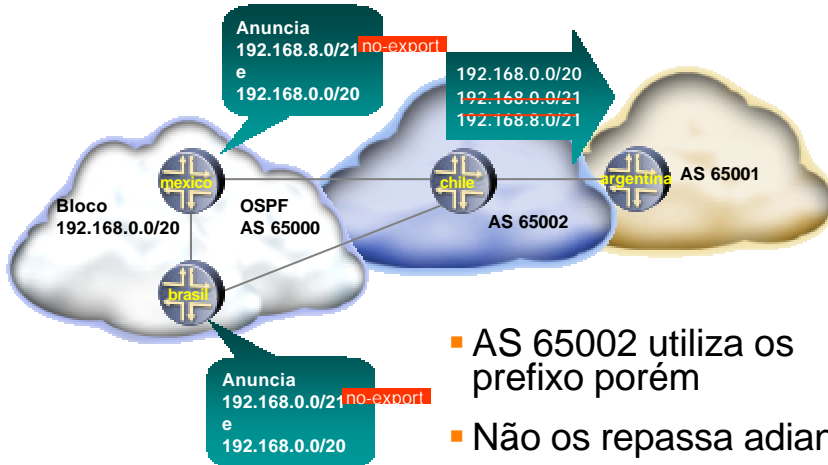 Anuncia
192.168.8.0/21 no-export
e
192.168.0.0/20
192.168.0.0/20
192.168.0.0/21
192.168.8.0/21
mexico
chile
argentina
AS 65001
Bloco
192.168.0.0/20
OSPF
AS 65000
AS 65002
brasil
Anuncia
192.168.0.0/21 no-export
e
192.168.0.0/20
AS 65002 utiliza os
prefixo porém
Não os repassa adian